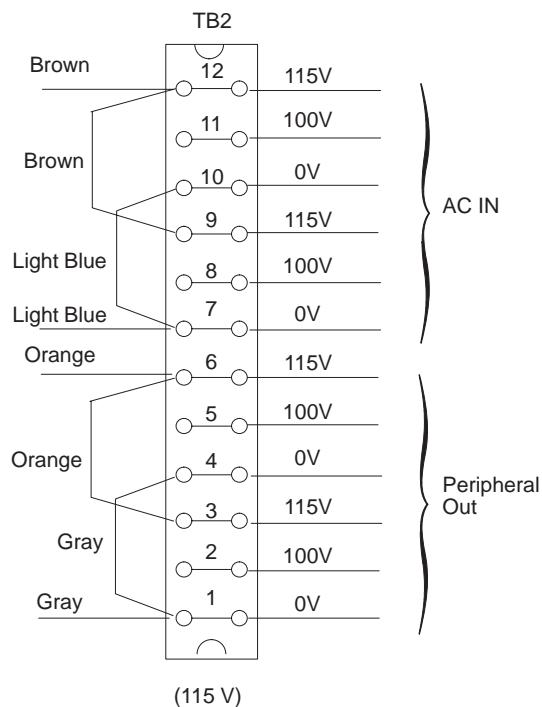 TB2
Brown 12 115V
11 100V
Brown 10 0V
9 115V
AC IN
Light Blue 8 100V
Light Blue 7 0V
Orange 6 115V
5 100V
Orange 4 0V
3 115V
Peripheral
Out
Gray 2 100V
Gray 1 0V
(115 V)